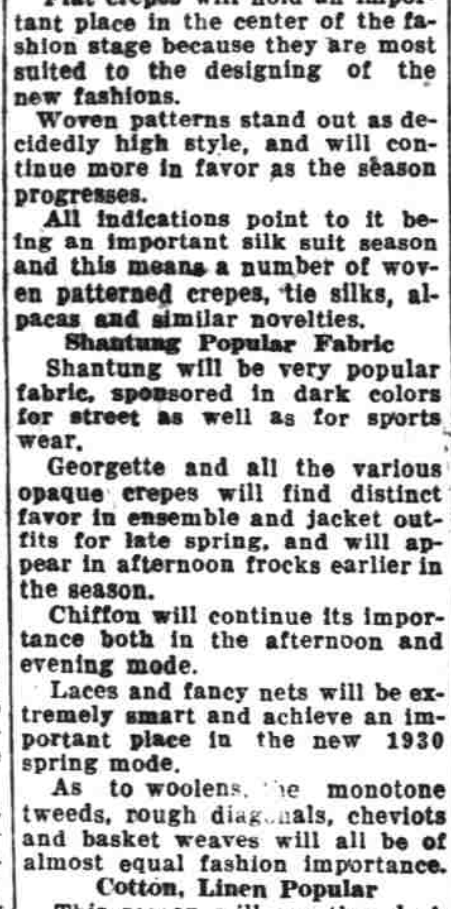 Flat crepes will hold an impor-
tant place in the center of the fa-
shion stage because they are most
suited to the designing of the
new fashions.
Woven patterns stand out as de-
cidedly high style, and will con-
tinue more in favor as the season
progresses.
All indications point to it be-
ing an important silk suit season
and this means a number of wov-
en patterned crepes, tie silks, al-
pacas and similar novelties.
Shantung Popular Fabric
Shantung will be very popular
fabric, sponsored in dark colors
for street as well as for sports
wear.
Georgette and all the various
opaque crepes will find distinct
favor in ensemble and jacket out-
fits for late spring, and will ap-
pear in afternoon frocks earlier in
the season.
Chiffon will continue its impor-
tance both in the afternoon and
evening mode.
Laces and fancy nets will be ex-
tremely smart and achieve an im-
portant place in the new 1930
spring mode.
As to woolens, the monotone
tweeds, rough diagonals, cheviots
and basket weaves will all be of
almost equal fashion importance.
Cotton, Linen Popular